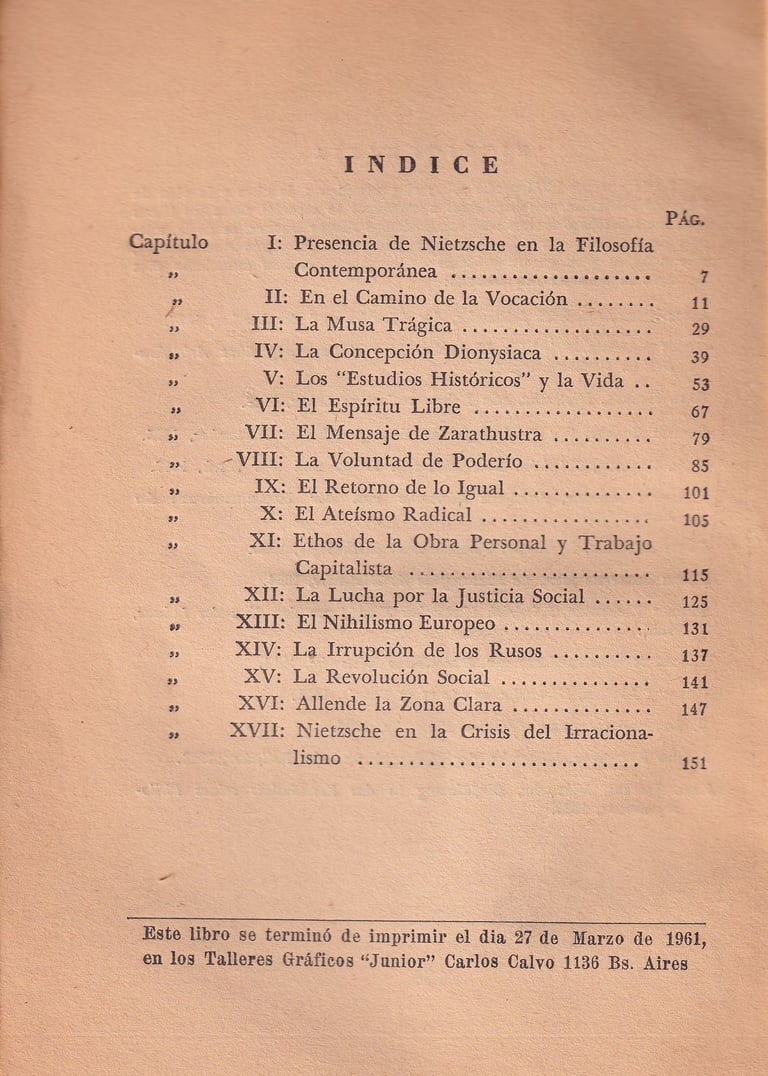 INDICE
PÁG.
Capítulo I: Presencia de Nietzsche en la Filosofía
„ Contemporánea .................... 7
„ II: En el Camino de la Vocación ........ 11
„ III: La Musa Trágica ................... 29
„ IV: La Concepción Dionysiaca .......... 39
„ V: Los “Estudios Históricos” y la Vida .. 53
„ VI: El Espíritu Libre .................. 67
„ VII: El Mensaje de Zarathustra .......... 79
„ VIII: La Voluntad de Poderío ............ 85
„ IX: El Retorno de lo Igual .............. 101
„ X: El Ateísmo Radical ................. 105
„ XI: Ethos de la Obra Personal y Trabajo
Capitalista ........................ 115
„ XII: La Lucha por la Justicia Social ...... 125
„ XIII: El Nihilismo Europeo ............... 131
„ XIV: La Irrupción de los Rusos .......... 137
„ XV: La Revolución Social ............... 141
„ XVI: Allende la Zona Clara .............. 147
„ XVII: Nietzsche en la Crisis del Irraciona-
lismo ............................ 151
Este libro se terminó de imprimir el dia 27 de Marzo de 1961,
en los Talleres Gráficos “Junior” Carlos Calvo 1136 Bs. Aires